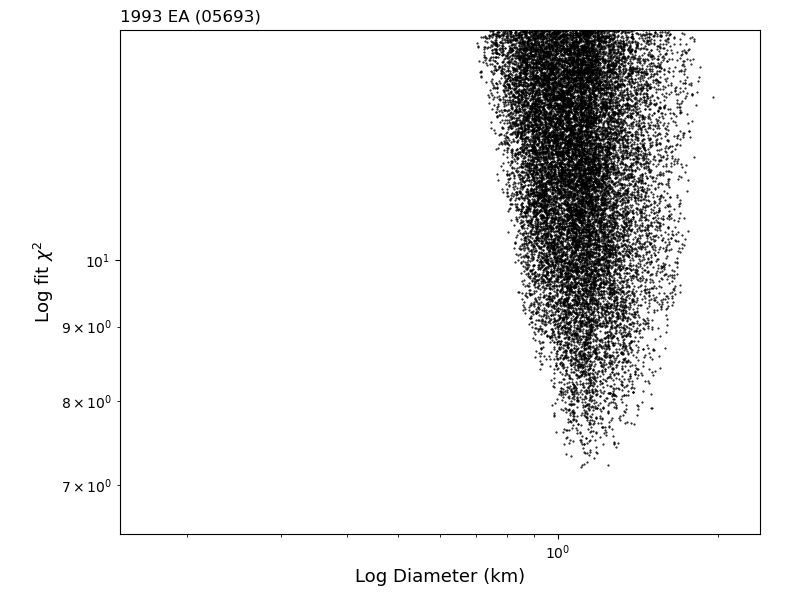 1993 EA (05693)
Log fit χ²
10¹
9 × 10⁰
8 × 10⁰
7 × 10⁰
10⁰
Log Diameter (km)